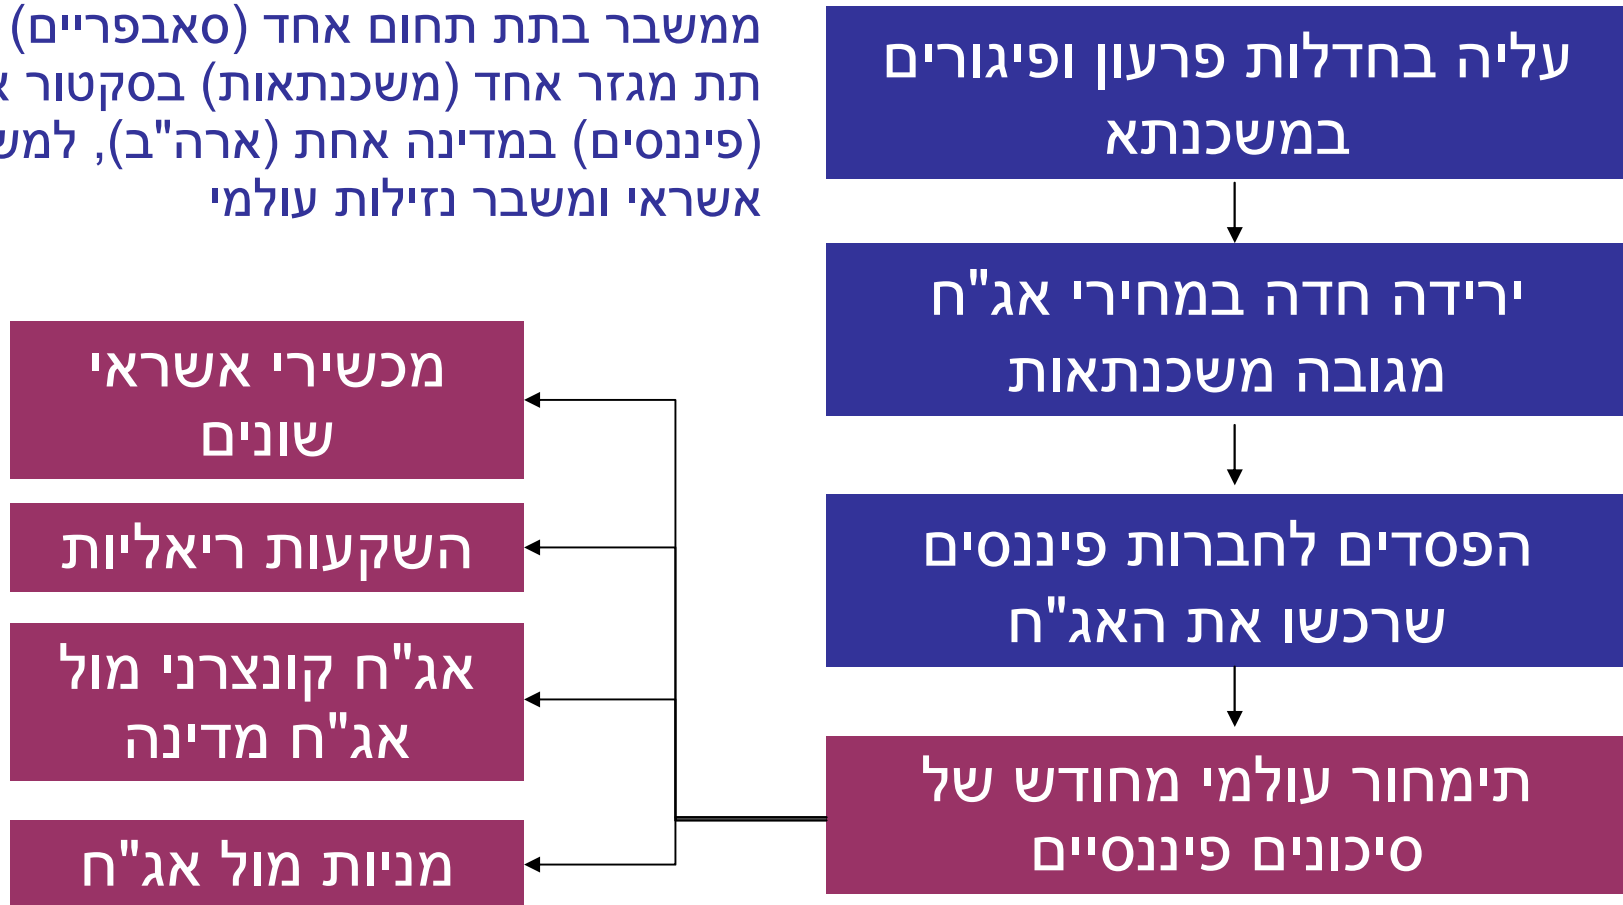 ממשבר בתת תחום אחד (סאבפריים)
תת מגזר אחד (משכנתאות) בסקטור
(פיננסים) במדינה אחת (ארה"ב),
אשראי ומשבר נזילות עולמי
עליה בחדלות פרעון ופיגורים
במשכנתא
ירידה חדה במחירי אג"ח
מגובה משכנתאות
הפסדים לחברות פיננסים
שרכשו את האג"ח
תימחור עולמי מחודש של
סיכונים פיננסיים
מכשירי אשראי
שונים
השקעות ריאליות
אג"ח קונצרני מול
אג"ח מדינה
מניות מול אג"ח